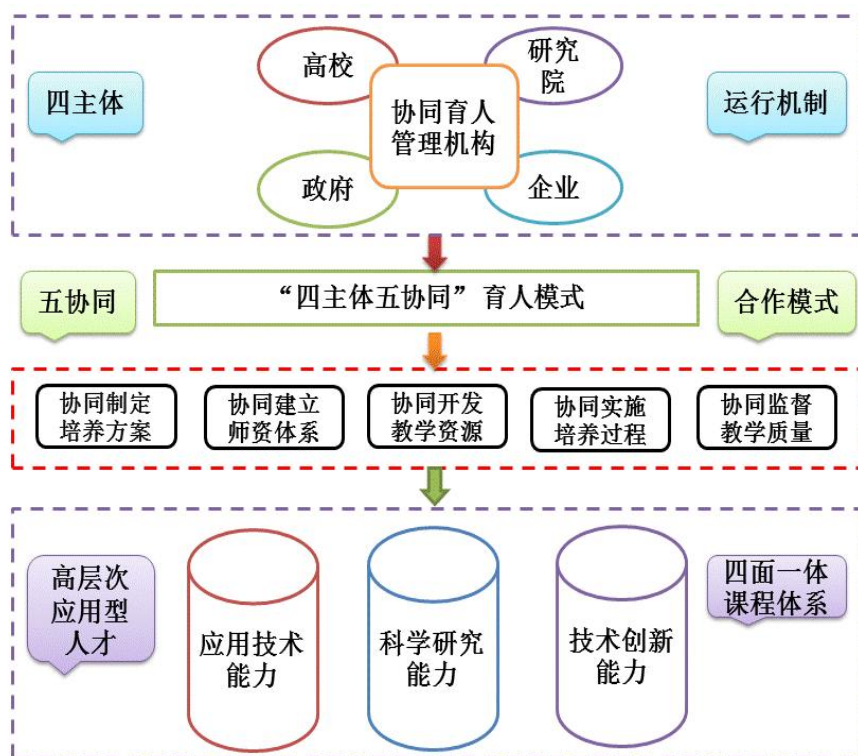 高校
研究
院
四主体
协同育人
管理机构
运行机制
政府
企业
五协同
“四主体五协同”育人模式
合作模式
协同制定
培养方案
协同建立
师资体系
协同开发
教学资源
协同实施
培养过程
协同监督
教学质量
高层次
应用型
人才
应用技术
能力
科学研究
能力
技术创新
能力
四面一体
课程体系